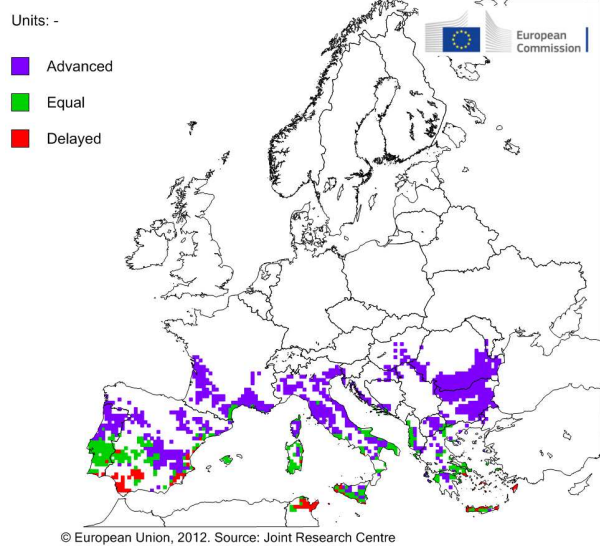 Units: -
European
Commission
Advanced
Equal
Delayed
© European Union, 2012. Source: Joint Research Centre